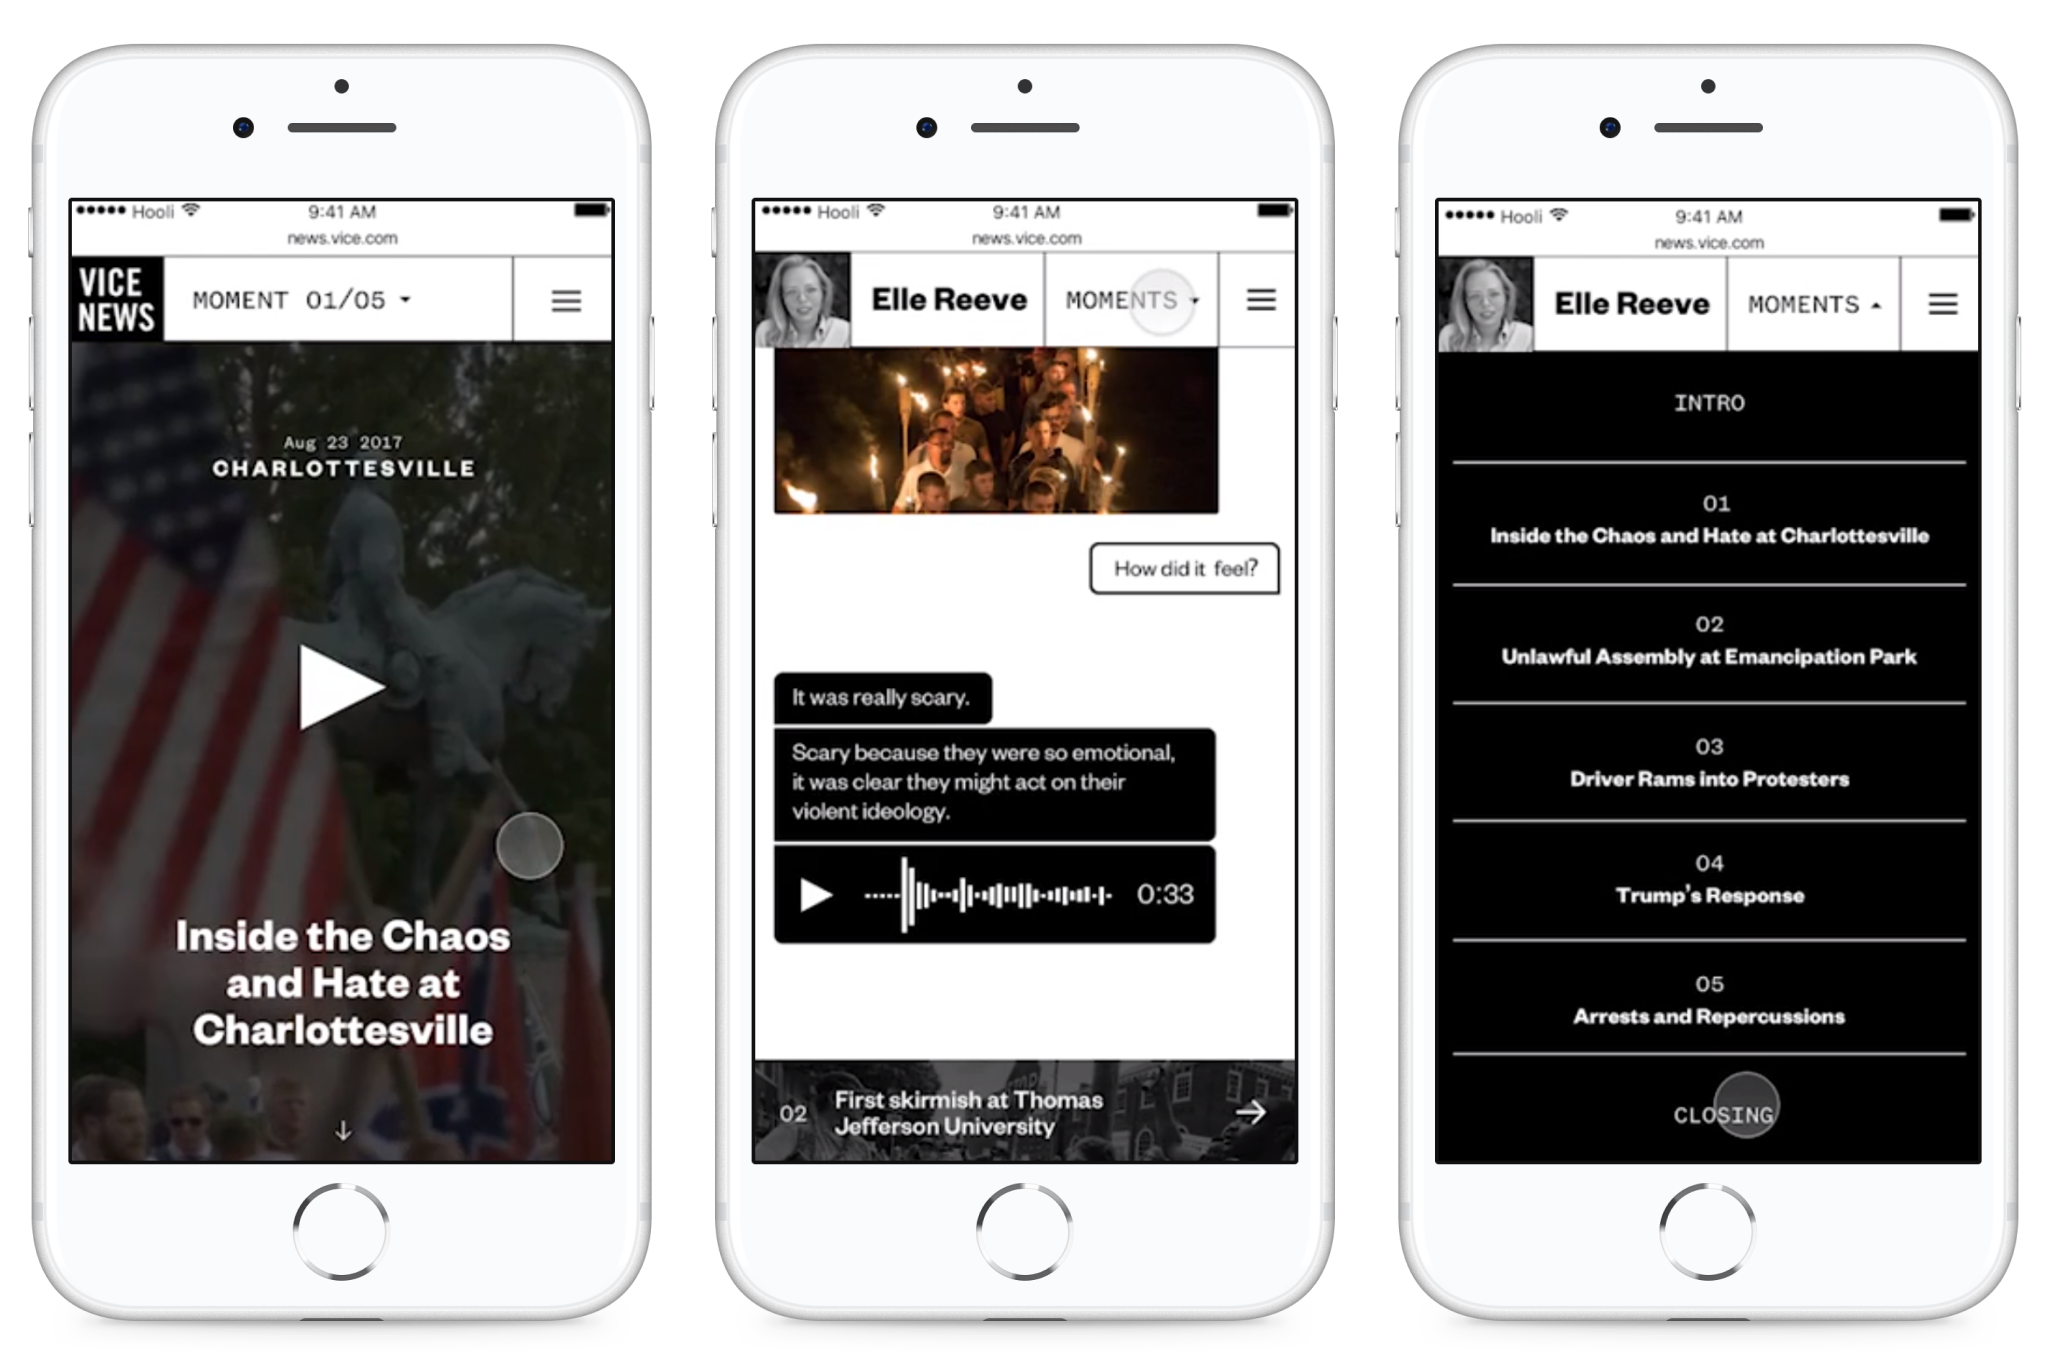 Hooli
9:41 AM
news.vice.com
VICE
NEWS
MOMENT 01/05
Aug 23 2017
CHARLOTTESVILLE
Inside the Chaos
and Hate at
Charlottesville
Hooli
9:41 AM
news.vice.com
Elle Reeve
MOMENTS
How did it feel?
It was really scary.
Scary because they were so emotional,
it was clear they might act on their
violent ideology.
0:33
02
First skirmish at Thomas
Jefferson University
Hooli
9:41 AM
news.vice.com
Elle Reeve
MOMENTS
INTRO
01
Inside the Chaos and Hate at Charlottesville
02
Unlawful Assembly at Emancipation Park
03
Driver Rams into Protesters
04
Trump's Response
05
Arrests and Repercussions
CLOSING